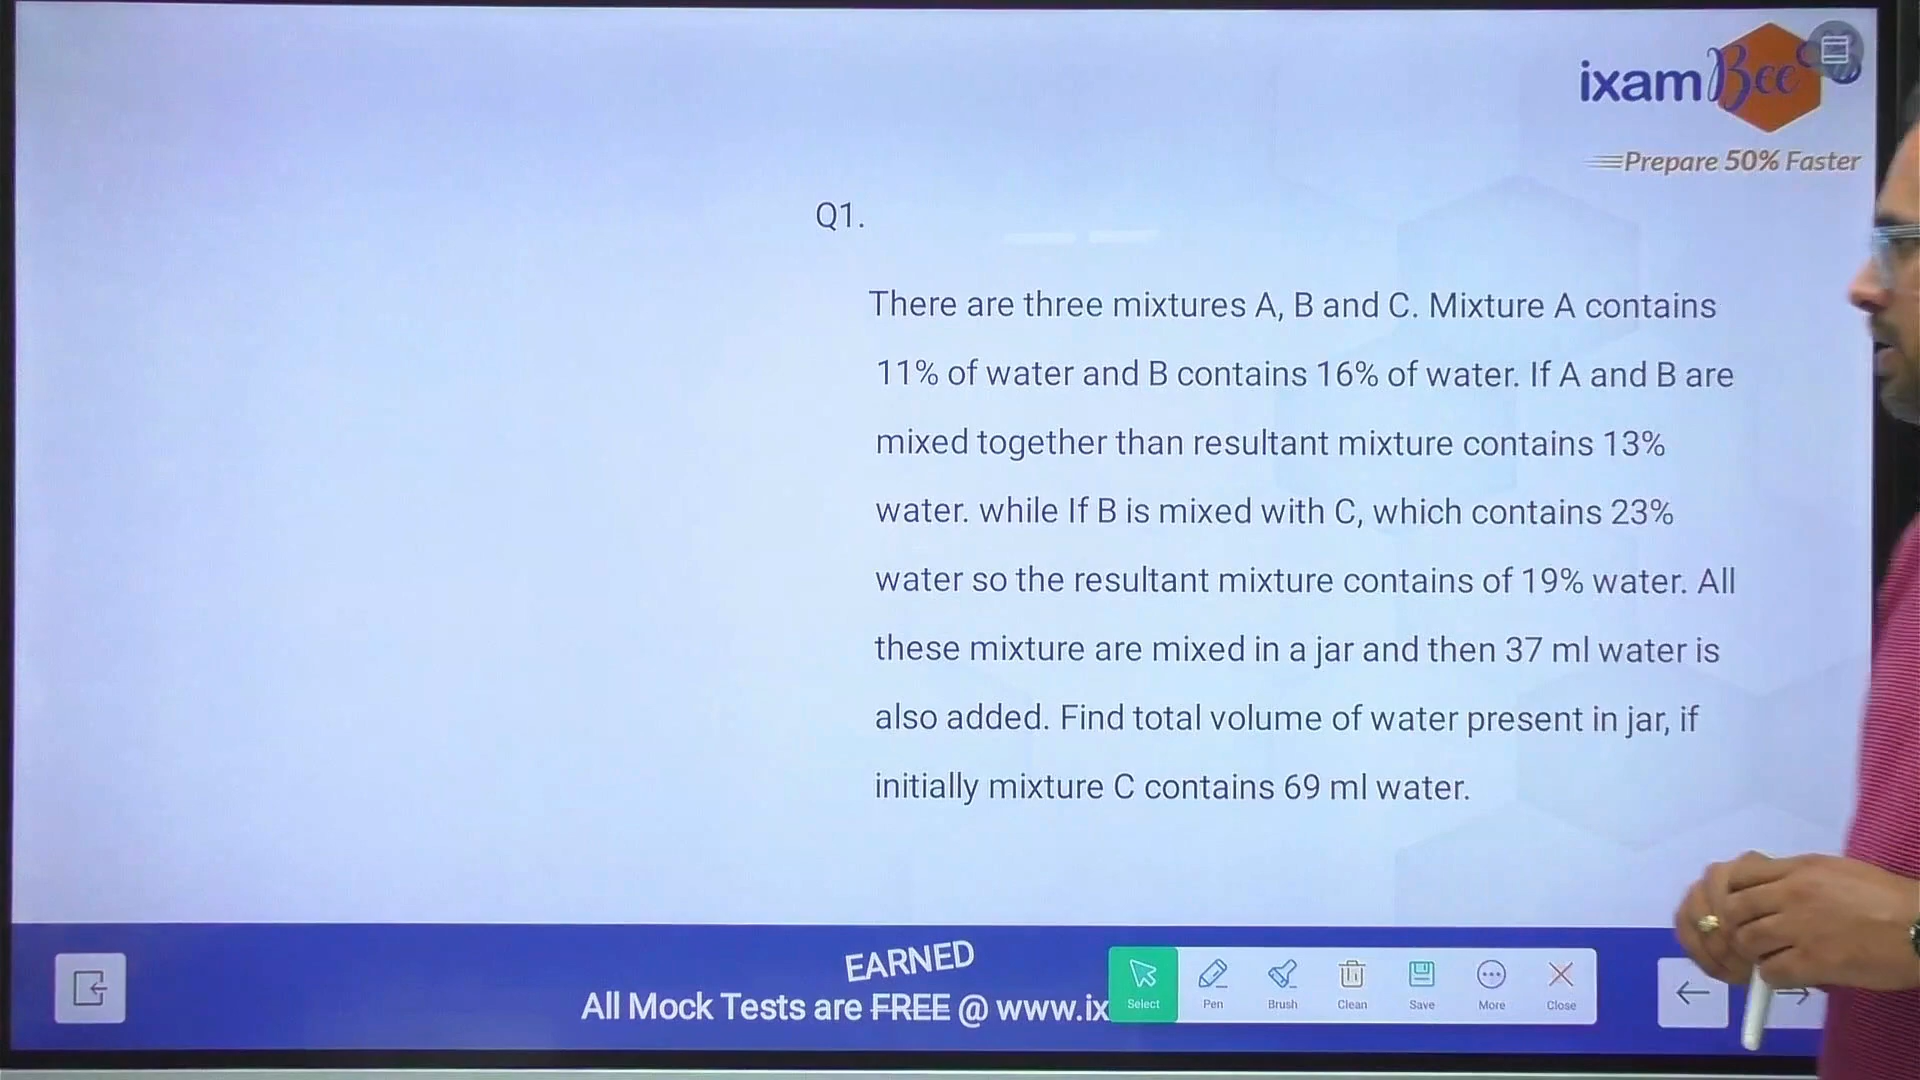 ixamBee
Prepare 50% Faster
Q1.
There are three mixtures A, B and C. Mixture A contains
11% of water and B contains 16% of water. If A and B are
mixed together than resultant mixture contains 13%
water. while If B is mixed with C, which contains 23%
water so the resultant mixture contains of 19% water. All
these mixture are mixed in a jar and then 37 ml water is
also added. Find total volume of water present in jar, if
initially mixture C contains 69 ml water.
EARNED
All Mock Tests are FREE @ www.ix
Select Pen Brush Clean Save More Close